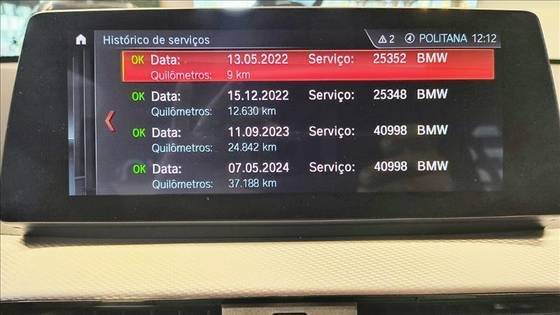 Histórico de serviços 2 POLITANA 12:12
OK Data: 13.05.2022 Serviço: 25352 BMW
Quilômetros: 9 km
OK Data: 15.12.2022 Serviço: 25348 BMW
Quilômetros: 12.630 km
OK Data: 11.09.2023 Serviço: 40998 BMW
Quilômetros: 24.842 km
OK Data: 07.05.2024 Serviço: 40998 BMW
Quilômetros: 37.188 km